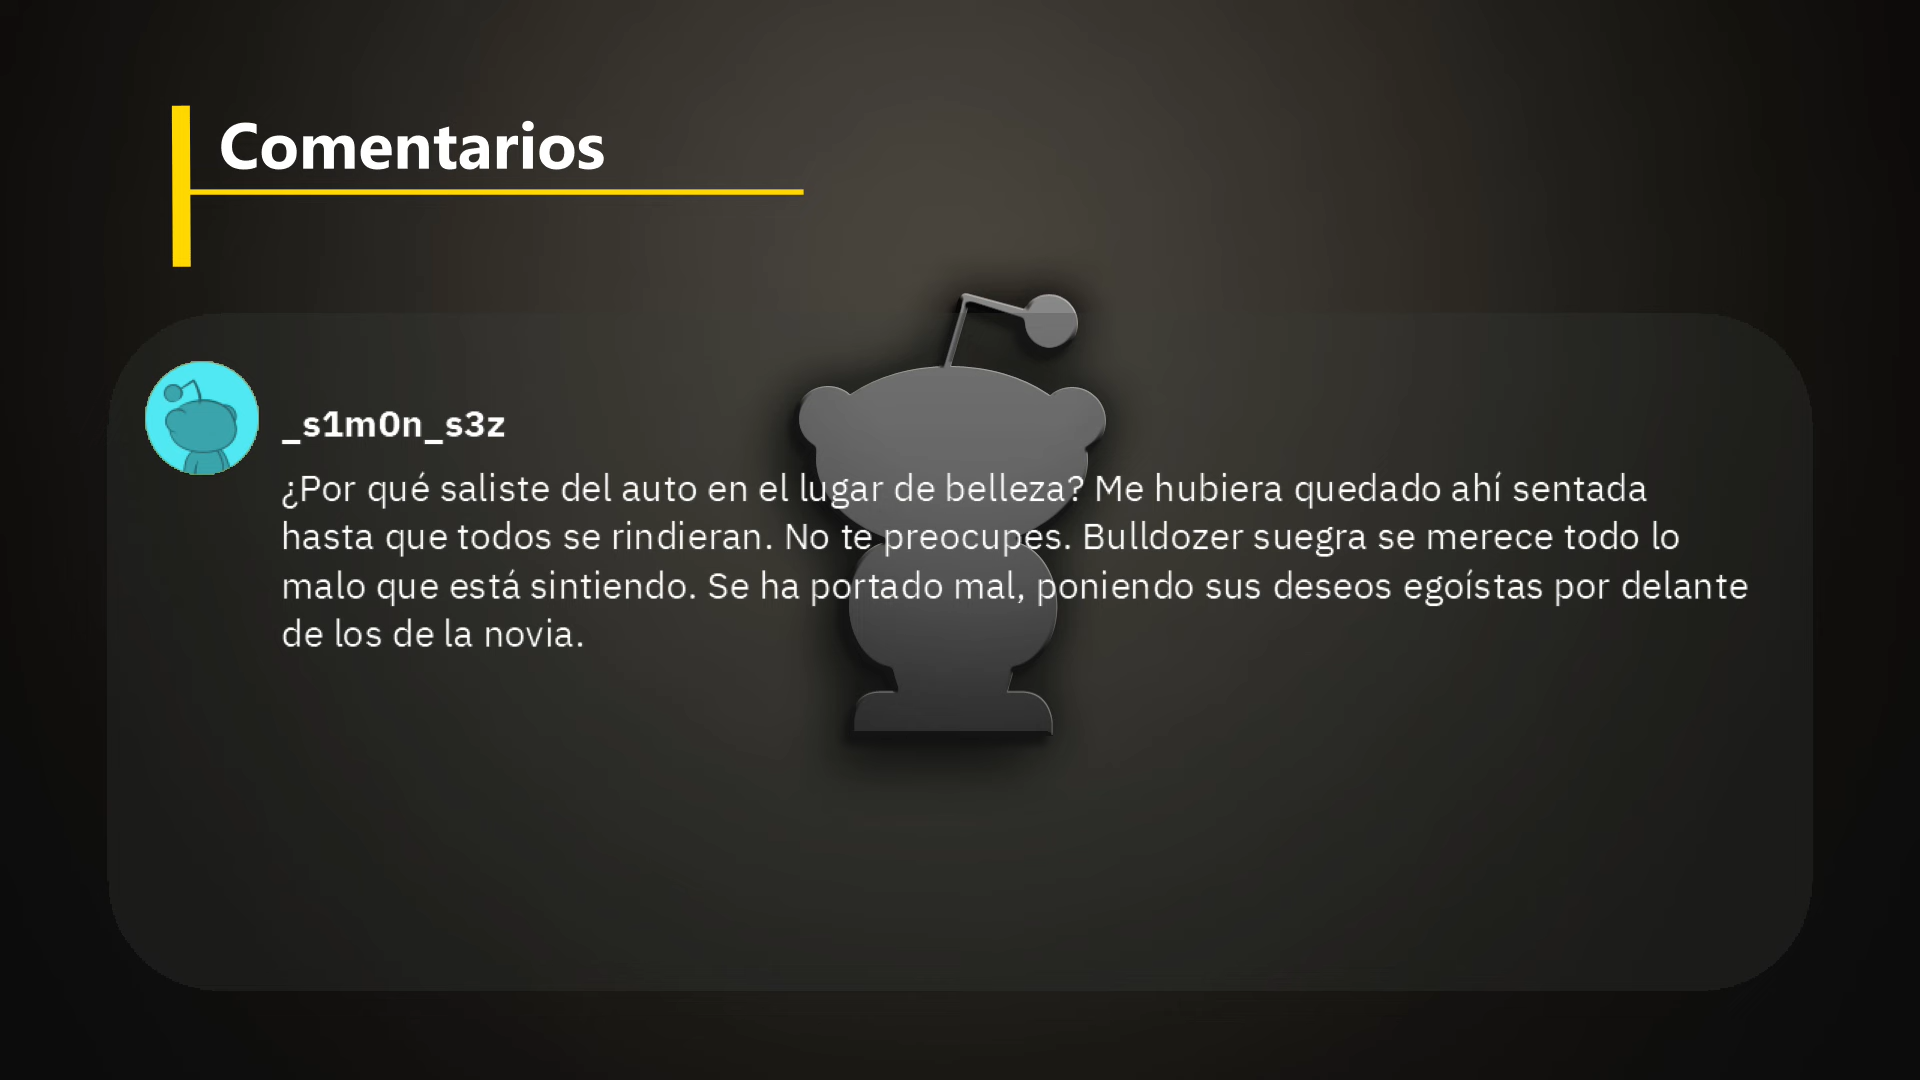 Comentarios
_s1m0n_s3z
¿Por qué saliste del auto en el lugar de belleza? Me hubiera quedado ahí sentada
hasta que todos se rindieran. No te preocupes. Bulldozer suegra se merece todo lo
malo que está sintiendo. Se ha portado mal, poniendo sus deseos egoístas por delante
de los de la novia.